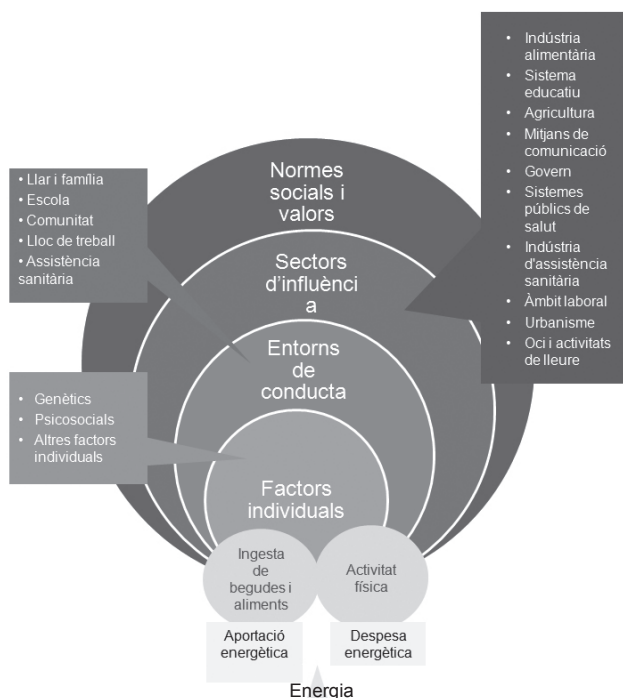 • Indústria
alimentària
• Sistema
educatiu
• Agricultura
• Mitjans de
comunicació
• Govern
• Sistemes
públics de
salut
• Indústria
d'assistència
sanitària
• Àmbit laboral
• Urbanisme
• Oci i activitats
de lleure
Normes
socials i
valors
• Llar i família
• Escola
• Comunitat
• Lloc de treball
• Assistència
sanitària
Sectors
d’influènci
a
Entorns
de
conducta
• Genètics
• Psicosocials
• Altres factors
individuals
Factors
individuals
Ingesta
de
begudes i
aliments
Activitat
física
Aportació
energètica
Despesa
energètica
Energia